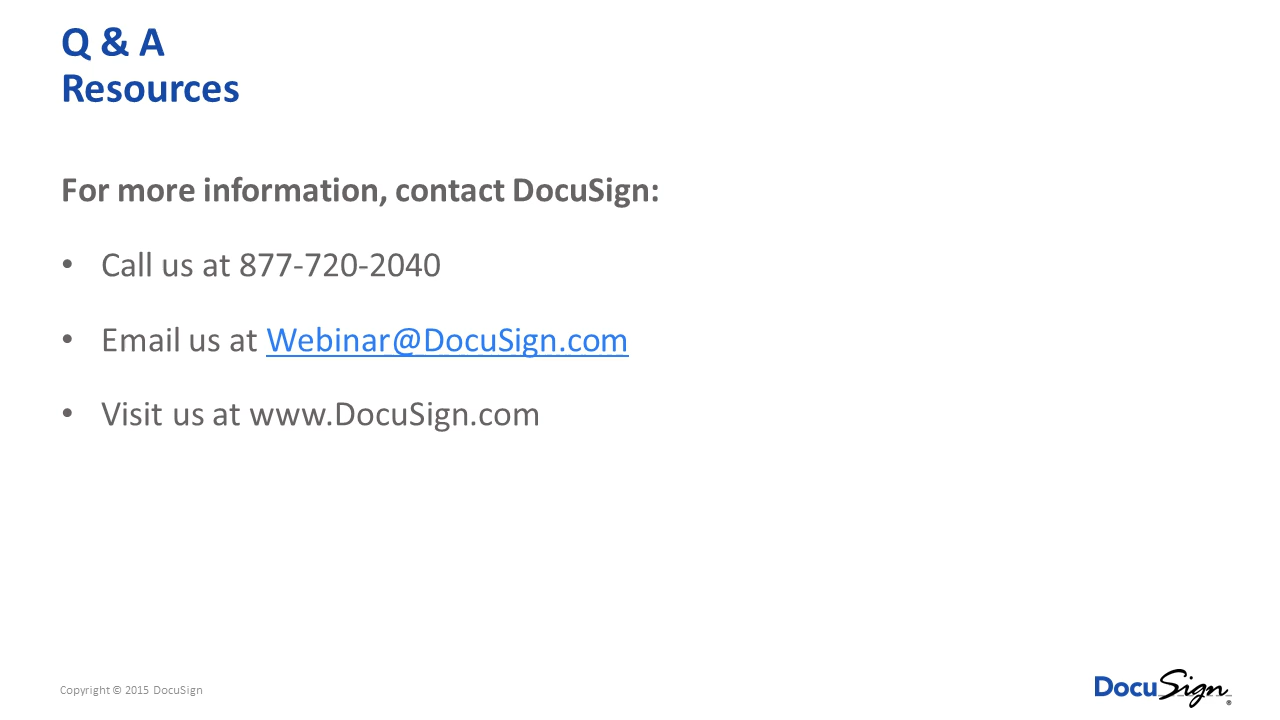 Q & A
Resources
For more information, contact DocuSign:
• Call us at 877-720-2040
• Email us at Webinar@DocuSign.com
• Visit us at www.DocuSign.com
Copyright © 2015 DocuSign
DocuSign®